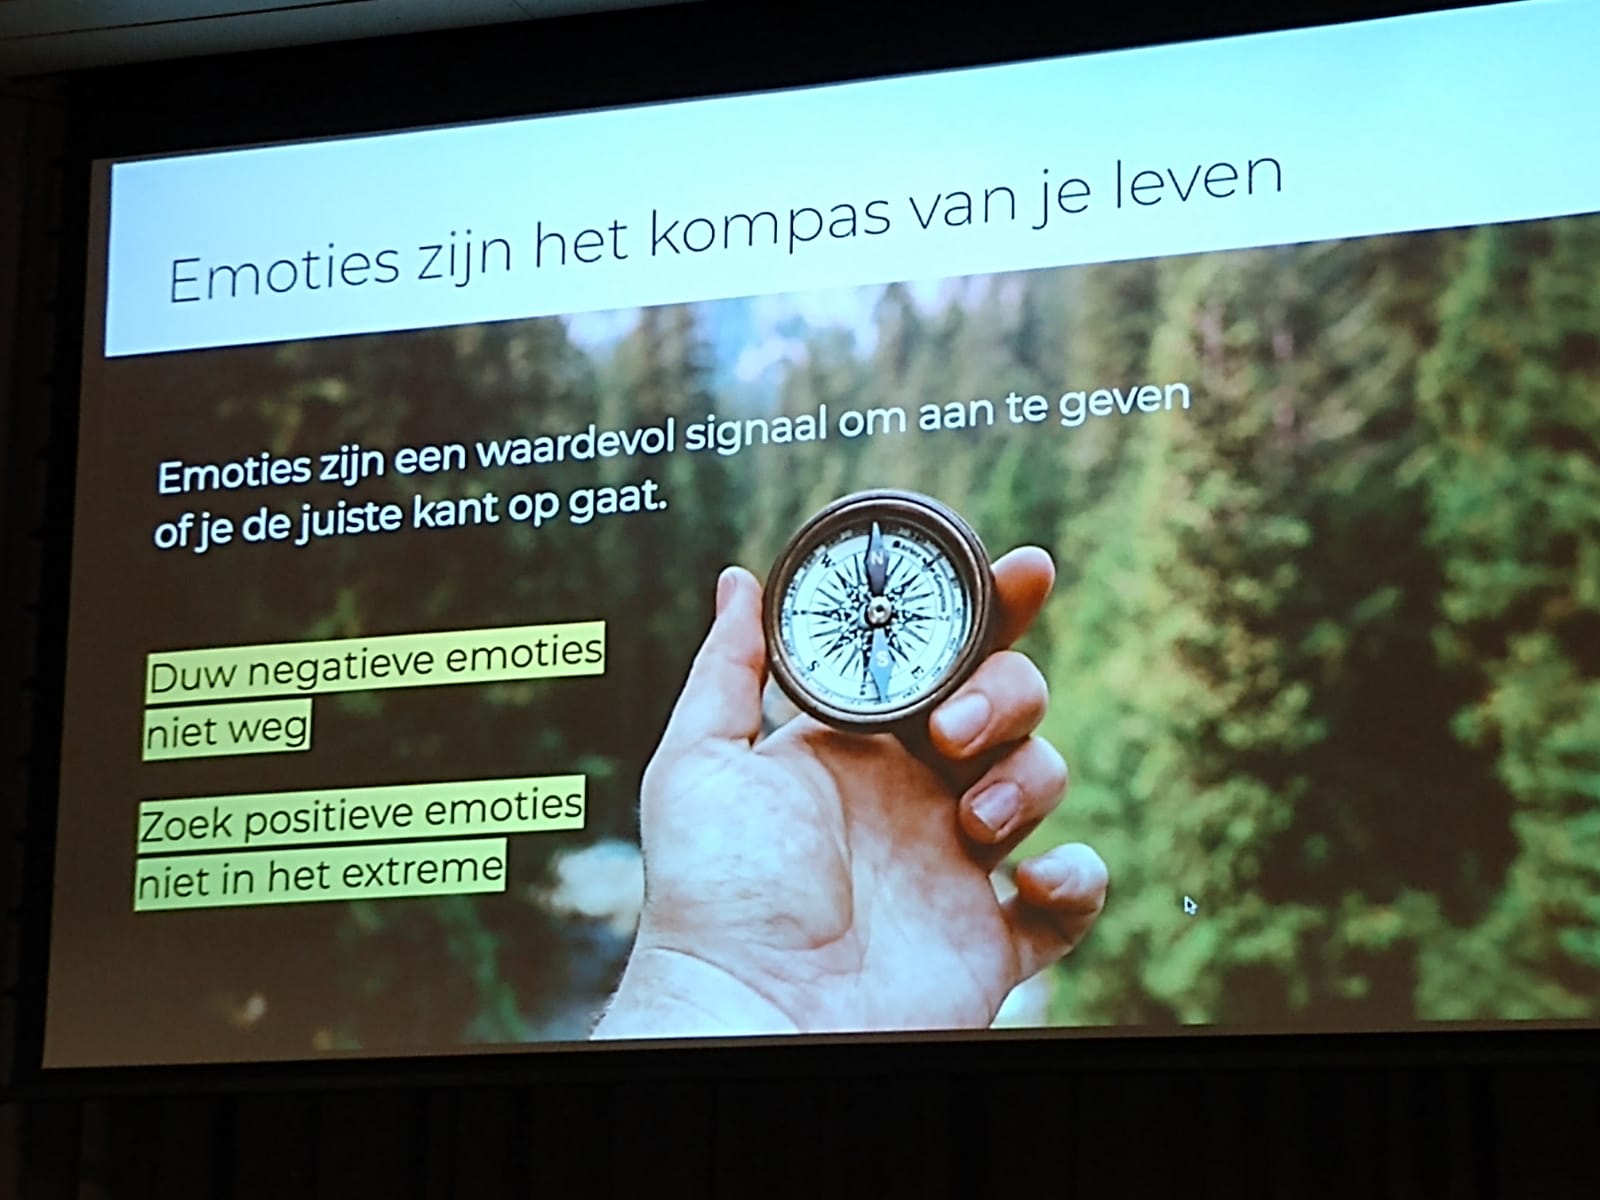 Emoties zijn het kompas van je leven
Emoties zijn een waardevol signaal om aan te geven
of je de juiste kant op gaat.
Duw negatieve emoties
niet weg
Zoek positieve emoties
niet in het extreme
N
S
S
E